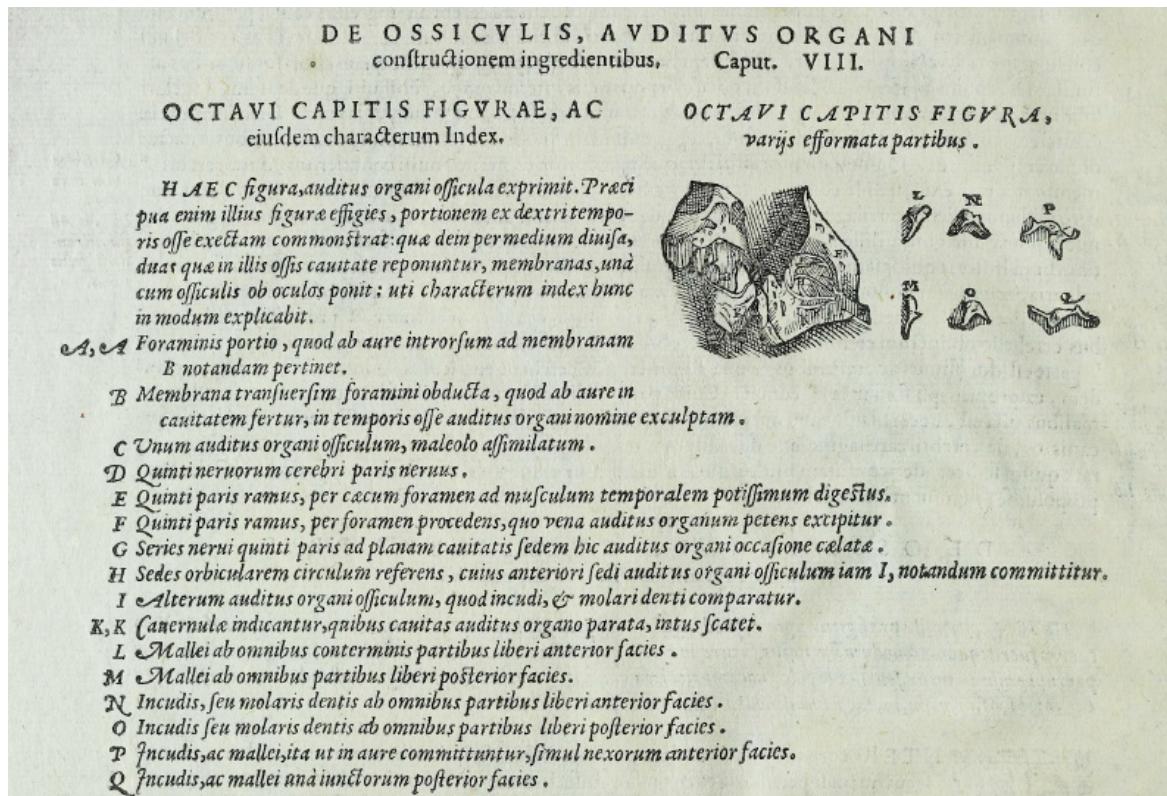 DE OSSICVLIS, AVDITVS ORGANI
conſtructionem ingredientibus. Caput. VIII.
OCTAVI CAPITIS FIGVRAE, AC
eiuſdem characterum Index.
HAEC figura, auditus organi oſſicula exprimit. Præci
pua enim illius figuræ effigies, portionem ex dextri tempo-
ris oſſe exectam commonſtrat: quæ dein per medium diuiſa,
duas quæ in illis oſſis cauitate reponuntur, membranas, unà
cum oſſiculis ob oculos ponit: uti characterum index hunc
in modum explicabit.
A, A Foraminis portio, quod ab aure introrſum ad membranam
B notandam pertinet.
B Membrana tranſuerſim foramini obducta, quod ab aure in
cauitatem fertur, in temporis oſſe auditus organi nomine exculptam.
C Unum auditus organi oſſiculum, maleolo aſſimilatum.
D Quinti neruorum cerebri paris neruus.
E Quinti paris ramus, per cæcum foramen ad muſculum temporalem potiſſimum digeſtus.
F Quinti paris ramus, per foramen procedens, quo vena auditus organum petens excipitur.
G Series nerui quinti paris ad planam cauitatis ſedem hic auditus organi occaſione cælatæ.
H Sedes orbicularem circulum referens, cuius anteriori ſedi auditus organi oſſiculum iam I, notandum committitur.
I Alterum auditus organi oſſiculum, quod incudi, & molari denti comparatur.
K, K Cauernulæ indicantur, quibus cauitas auditus organo parata, intus ſcatet.
L Mallei ab omnibus conterminis partibus liberi anterior facies.
M Mallei ab omnibus partibus liberi poſterior facies.
N Incudis, ſeu molaris dentis ab omnibus partibus liberi anterior facies.
O Incudis ſeu molaris dentis ab omnibus partibus liberi poſterior facies.
P Incudis, ac mallei, ita ut in aure committuntur, ſimul nexorum anterior facies.
Q Incudis, ac mallei unà iunctorum poſterior facies.
OCTAVI CAPITIS FIGVRA,
varijs efformata partibus.
L N P
M O Q